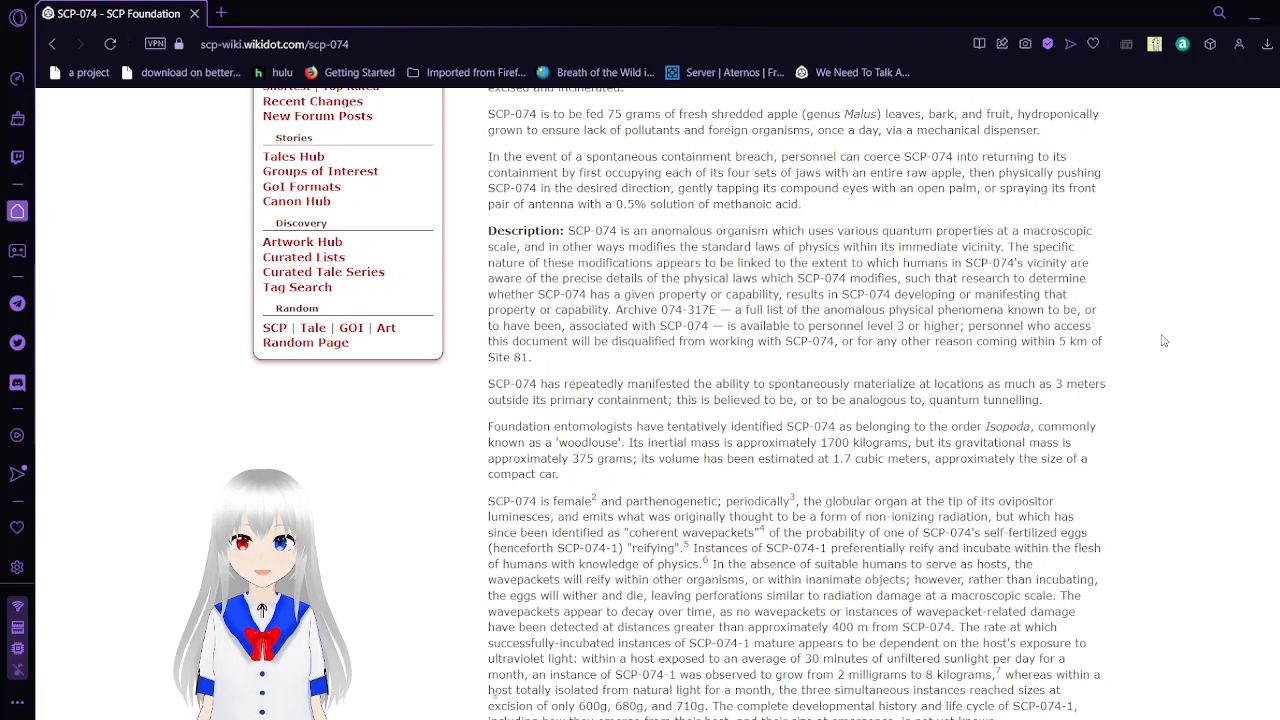 SCP-074 - SCP Foundation
VPN
scp-wiki.wikidot.com/scp-074
a project
download on better...
hulu
Getting Started
Imported from Firef...
Breath of the Wild i...
Server | Aternos | Fr...
We Need To Talk A...
Shortest | Top Rated
Recent Changes
New Forum Posts
Stories
Tales Hub
Groups of Interest
GoI Formats
Canon Hub
Discovery
Artwork Hub
Curated Lists
Curated Tale Series
Tag Search
Random
SCP | Tale | GOI | Art
Random Page
excised and incinerated.
SCP-074 is to be fed 75 grams of fresh shredded apple (genus Malus) leaves, bark, and fruit, hydroponically
grown to ensure lack of pollutants and foreign organisms, once a day, via a mechanical dispenser.
In the event of a spontaneous containment breach, personnel can coerce SCP-074 into returning to its
containment by first occupying each of its four sets of jaws with an entire raw apple, then physically pushing
SCP-074 in the desired direction, gently tapping its compound eyes with an open palm, or spraying its front
pair of antenna with a 0.5% solution of methanoic acid.
Description: SCP-074 is an anomalous organism which uses various quantum properties at a macroscopic
scale, and in other ways modifies the standard laws of physics within its immediate vicinity. The specific
nature of these modifications appears to be linked to the extent to which humans in SCP-074's vicinity are
aware of the precise details of the physical laws which SCP-074 modifies, such that research to determine
whether SCP-074 has a given property or capability, results in SCP-074 developing or manifesting that
property or capability. Archive 074-317E — a full list of the anomalous physical phenomena known to be, or
to have been, associated with SCP-074 — is available to personnel level 3 or higher; personnel who access
this document will be disqualified from working with SCP-074, or for any other reason coming within 5 km of
Site 81.
SCP-074 has repeatedly manifested the ability to spontaneously materialize at locations as much as 3 meters
outside its primary containment; this is believed to be, or to be analogous to, quantum tunnelling.
Foundation entomologists have tentatively identified SCP-074 as belonging to the order Isopoda, commonly
known as a 'woodlouse'. Its inertial mass is approximately 1700 kilograms, but its gravitational mass is
approximately 375 grams; its volume has been estimated at 1.7 cubic meters, approximately the size of a
compact car.
SCP-074 is female2 and parthenogenetic; periodically3, the globular organ at the tip of its ovipositor
luminesces, and emits what was originally thought to be a form of non-ionizing radiation, but which has
since been identified as "coherent wavepackets"4 of the probability of one of SCP-074's self-fertilized eggs
(henceforth SCP-074-1) "reifying".5 Instances of SCP-074-1 preferentially reify and incubate within the flesh
of humans with knowledge of physics.6 In the absence of suitable humans to serve as hosts, the
wavepackets will reify within other organisms, or within inanimate objects; however, rather than incubating,
the eggs will wither and die, leaving perforations similar to radiation damage at a macroscopic scale. The
wavepackets appear to decay over time, as no wavepackets or instances of wavepacket-related damage
have been detected at distances greater than approximately 400 m from SCP-074. The rate at which
successfully-incubated instances of SCP-074-1 mature appears to be dependent on the host's exposure to
ultraviolet light: within a host exposed to an average of 30 minutes of unfiltered sunlight per day for a
month, an instance of SCP-074-1 was observed to grow from 2 milligrams to 8 kilograms,7 whereas within a
host totally isolated from natural light for a month, the three simultaneous instances reached sizes at
excision of only 600g, 680g, and 710g. The complete developmental history and life cycle of SCP-074-1,
including how they emerge from their host, and their size at emergence, is not yet known.